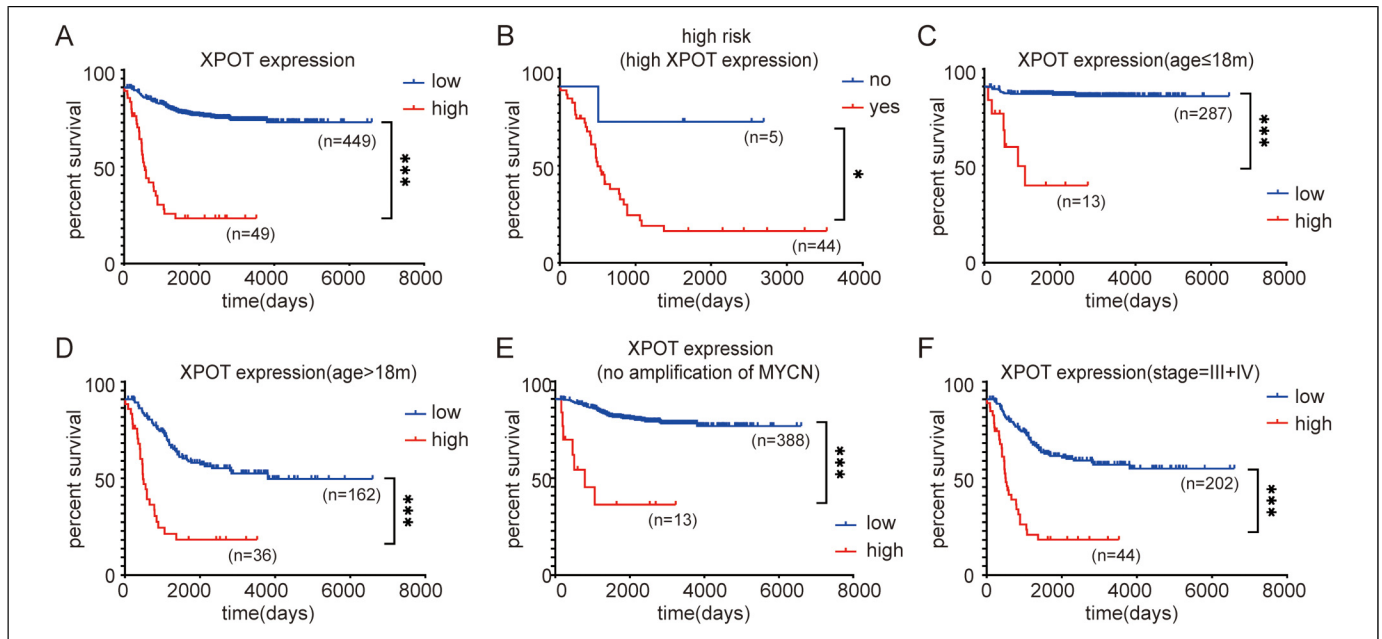 A
XPOT expression
low
high
100
50
0
percent survival
(n=449)
(n=49)
***
0 2000 4000 6000 8000
time(days)
B
high risk
(high XPOT expression)
no
yes
100
50
0
percent survival
(n=5)
(n=44)
*
0 1000 2000 3000 4000
time(days)
C
XPOT expression(age≤18m)
100
50
0
percent survival
(n=287)
(n=13)
***
low
high
0 2000 4000 6000 8000
time(days)
D
XPOT expression(age>18m)
low
high
100
50
0
percent survival
(n=162)
(n=36)
***
0 2000 4000 6000 8000
time(days)
E
XPOT expression
(no amplification of MYCN)
100
50
0
percent survival
(n=388)
(n=13)
***
low
high
0 2000 4000 6000 8000
time(days)
F
XPOT expression(stage=III+IV)
low
high
100
50
0
percent survival
(n=202)
(n=44)
***
0 2000 4000 6000 8000
time(days)